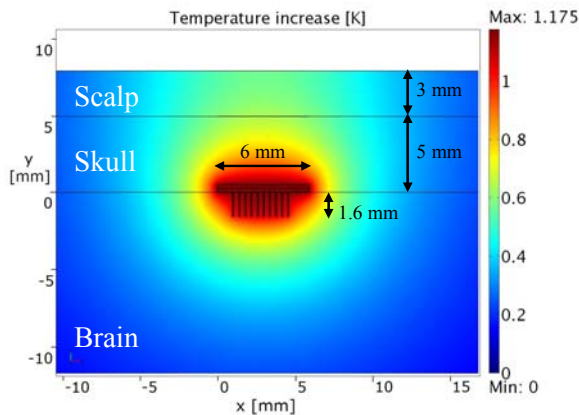 Temperature increase [K]
Max: 1.175
10
5
0
-5
-10
y
[mm]
Scalp
Skull
Brain
3 mm
5 mm
6 mm
1.6 mm
-10
-5
0
5
10
15
x [mm]
1
0.8
0.6
0.4
0.2
0
Min: 0